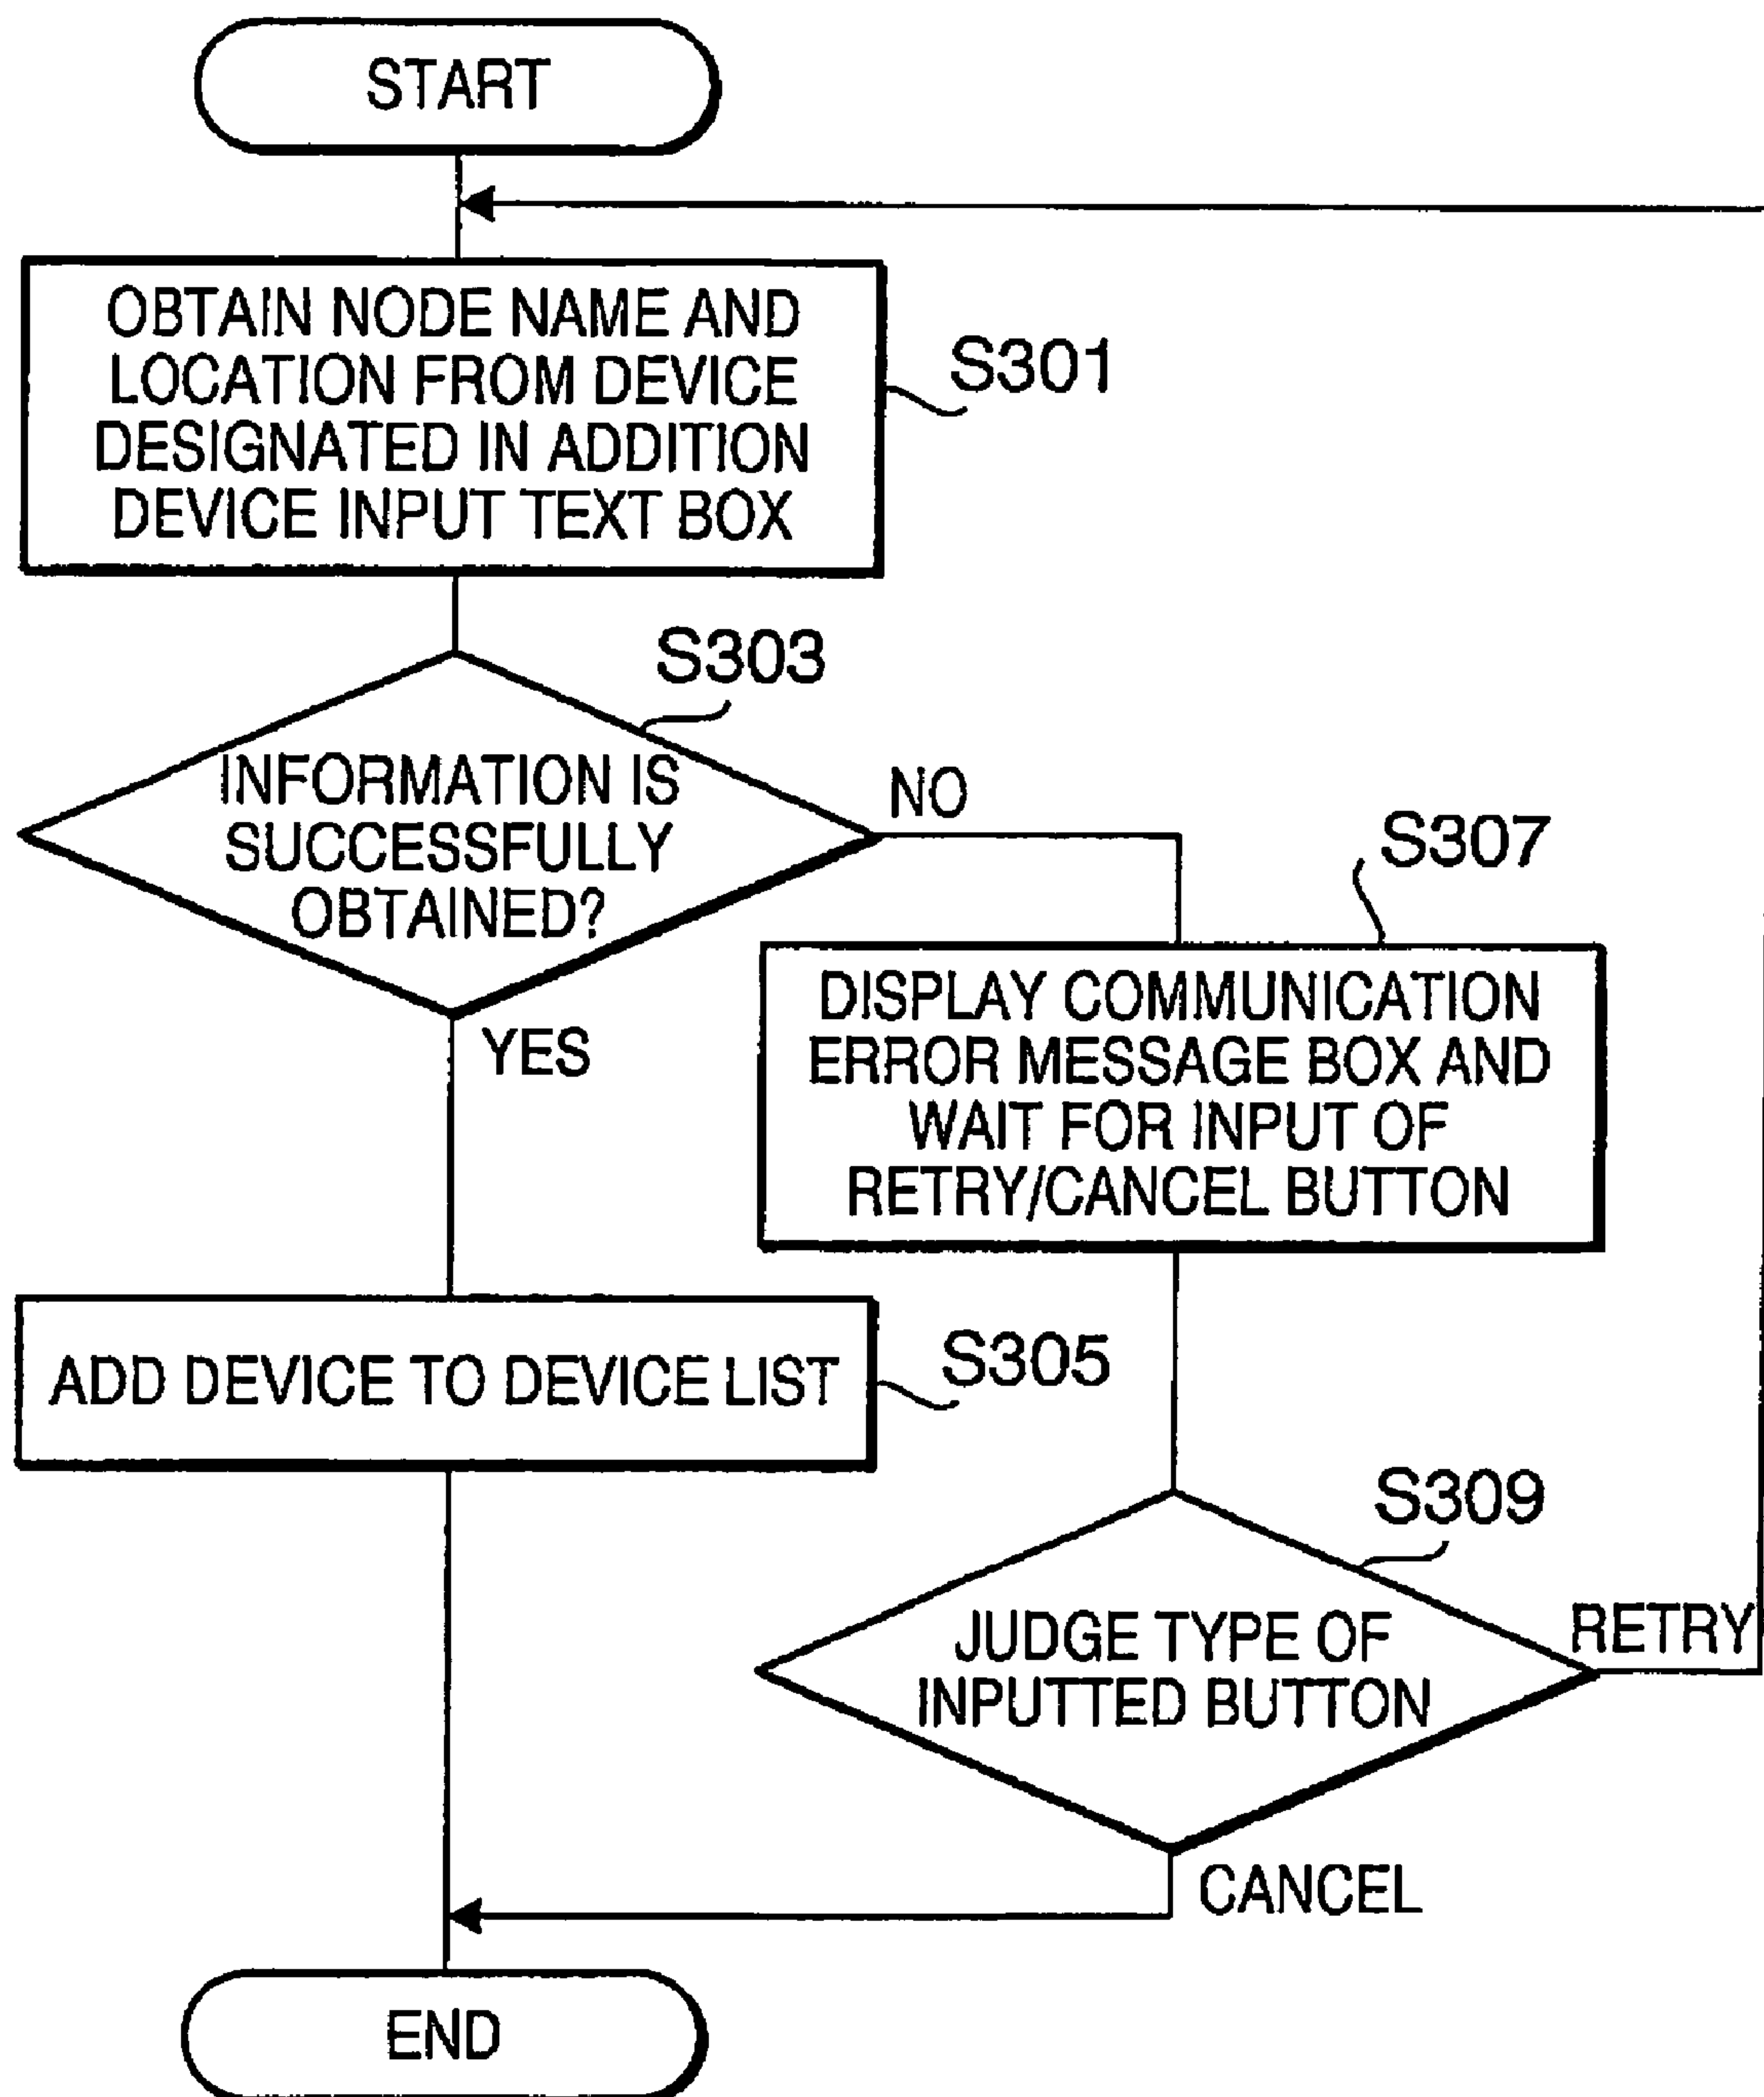 START
OBTAIN NODE NAME AND
LOCATION FROM DEVICE
DESIGNATED IN ADDITION
DEVICE INPUT TEXT BOX
S301
S303
INFORMATION IS
SUCCESSFULLY
OBTAINED?
NO
YES
S307
DISPLAY COMMUNICATION
ERROR MESSAGE BOX AND
WAIT FOR INPUT OF
RETRY/CANCEL BUTTON
ADD DEVICE TO DEVICE LIST
S305
S309
JUDGE TYPE OF
INPUTTED BUTTON
RETRY
CANCEL
END